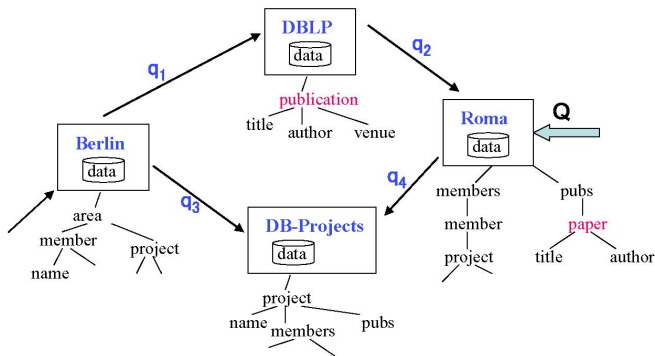 DBLP
data
q1
q2
publication
title
author
venue
Roma
data
Q
Berlin
data
q4
members
pubs
area
q3
DB-Projects
member
paper
member
project
data
name
project
title
author
project
name
members
pubs